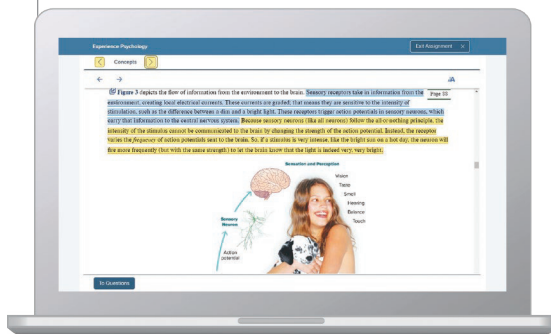 Experience Psychology
Exit Assignment ×
Concepts
A
Figure 3 depicts the flow of information from the environment to the brain. Sensory receptors take in information from the
Page 85
environment, creating local electrical currents. These currents are graded; that means they are sensitive to the intensity of
stimulation, such as the difference between a dim and a bright light. These receptors trigger action potentials in sensory neurons, which
carry that information to the central nervous system. Because sensory neurons (like all neurons) follow the all-or-nothing principle, the
intensity of the stimulus cannot be communicated to the brain by changing the strength of the action potential. Instead, the receptor
varies the frequency of action potentials sent to the brain. So, if a stimulus is very intense, like the bright sun on a hot day, the neuron will
fire more frequently (but with the same strength) to let the brain know that the light is indeed very, very bright.
Sensation and Perception
Vision
Taste
Smell
Hearing
Balance
Touch
Sensory
Neuron
Action
potential
To Questions